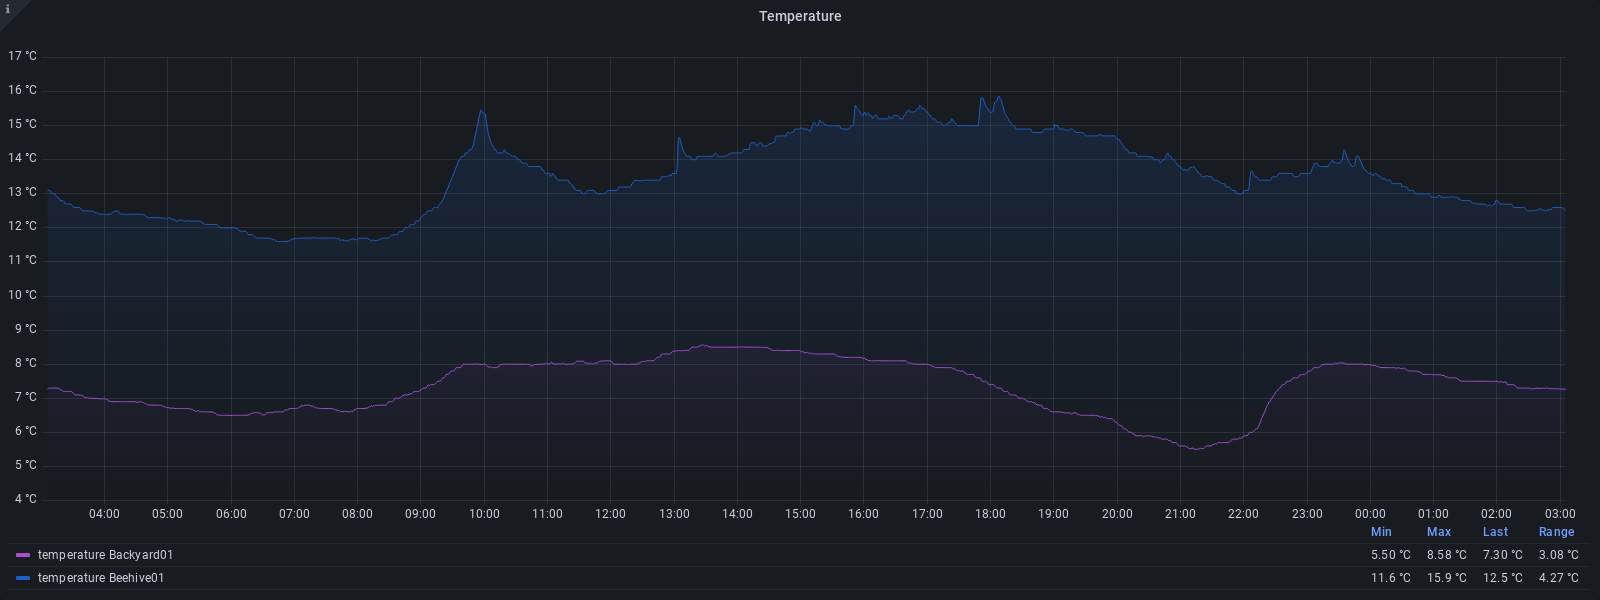 i
Temperature
17 °C
16 °C
15 °C
14 °C
13 °C
12 °C
11 °C
10 °C
9 °C
8 °C
7 °C
6 °C
5 °C
4 °C
04:00 05:00 06:00 07:00 08:00 09:00 10:00 11:00 12:00 13:00 14:00 15:00 16:00 17:00 18:00 19:00 20:00 21:00 22:00 23:00 00:00 01:00 02:00 03:00
Min Max Last Range
temperature Backyard01 5.50 °C 8.58 °C 7.30 °C 3.08 °C
temperature Beehive01 11.6 °C 15.9 °C 12.5 °C 4.27 °C